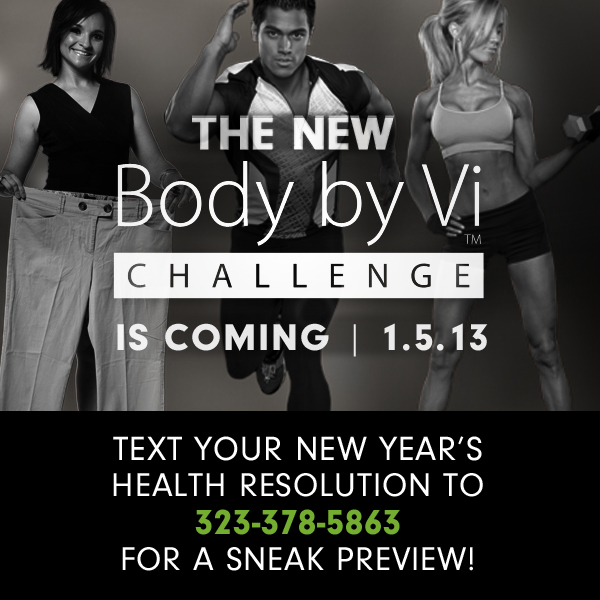 THE NEW
Body by Vi
TM
CHALLENGE
IS COMING | 1.5.13
TEXT YOUR NEW YEAR'S
HEALTH RESOLUTION TO
323-378-5863
FOR A SNEAK PREVIEW!